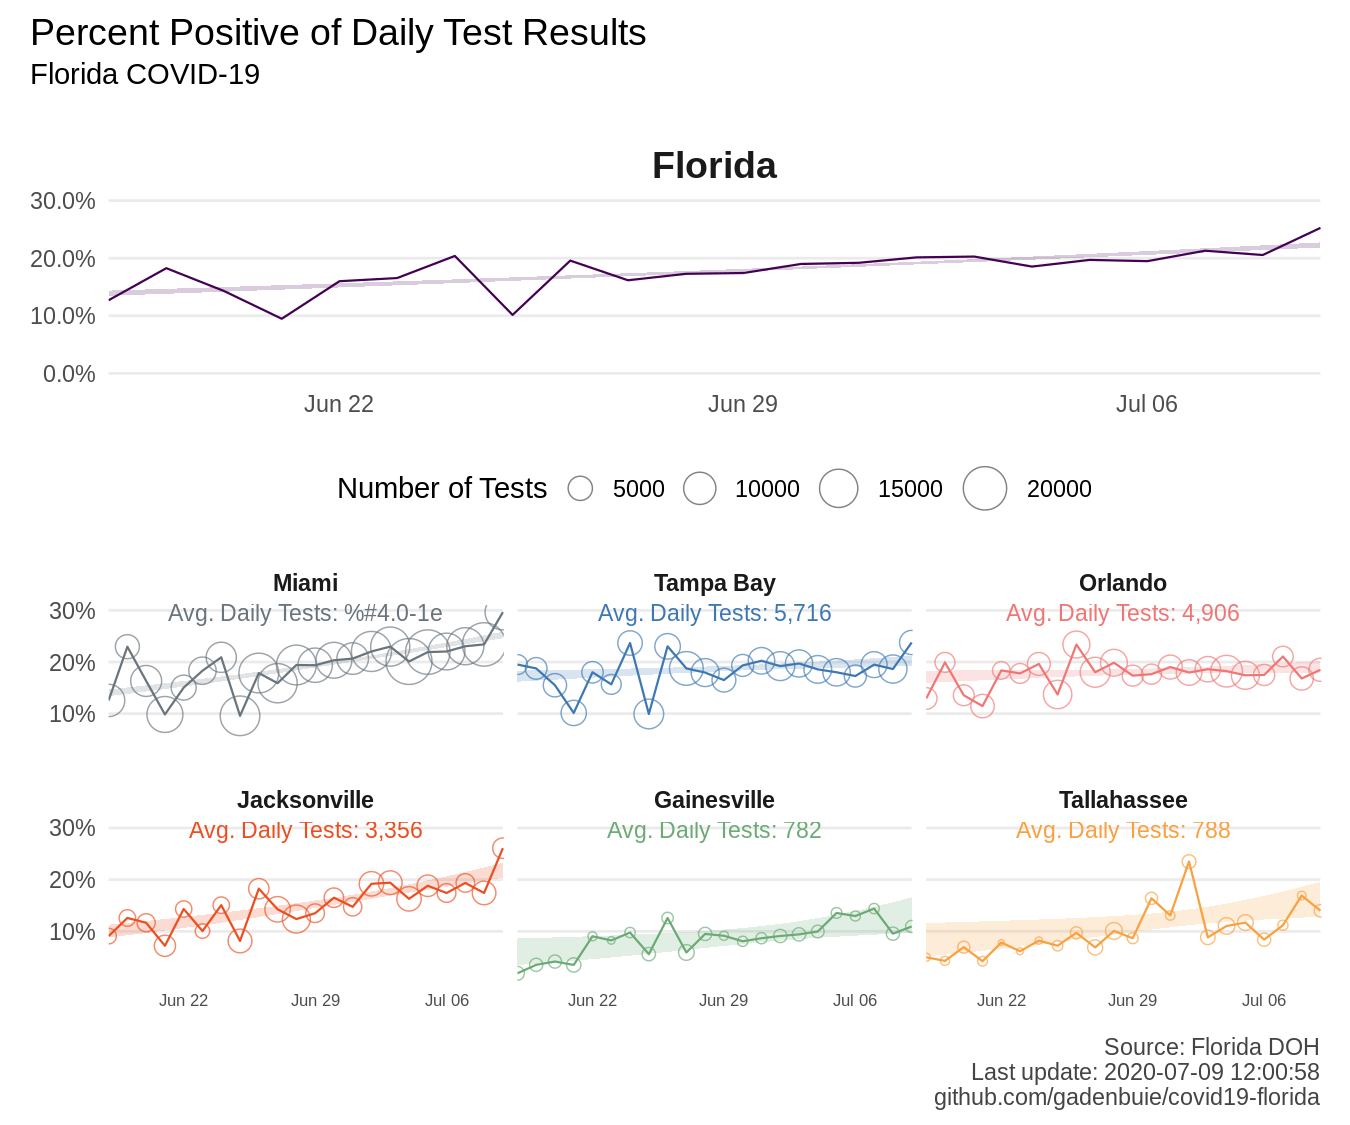 Percent Positive of Daily Test Results
Florida COVID-19
Florida
30.0%
20.0%
10.0%
0.0%
Jun 22 Jun 29 Jul 06
Number of Tests 5000 10000 15000 20000
Miami Tampa Bay Orlando
Avg. Daily Tests: %#4.0-1e Avg. Daily Tests: 5,716 Avg. Daily Tests: 4,906
30%
20%
10%
Jacksonville Gainesville Tallahassee
Avg. Daily Tests: 3,356 Avg. Daily Tests: 782 Avg. Daily Tests: 788
30%
20%
10%
Jun 22 Jun 29 Jul 06 Jun 22 Jun 29 Jul 06 Jun 22 Jun 29 Jul 06
Source: Florida DOH
Last update: 2020-07-09 12:00:58
github.com/gadenbuie/covid19-florida